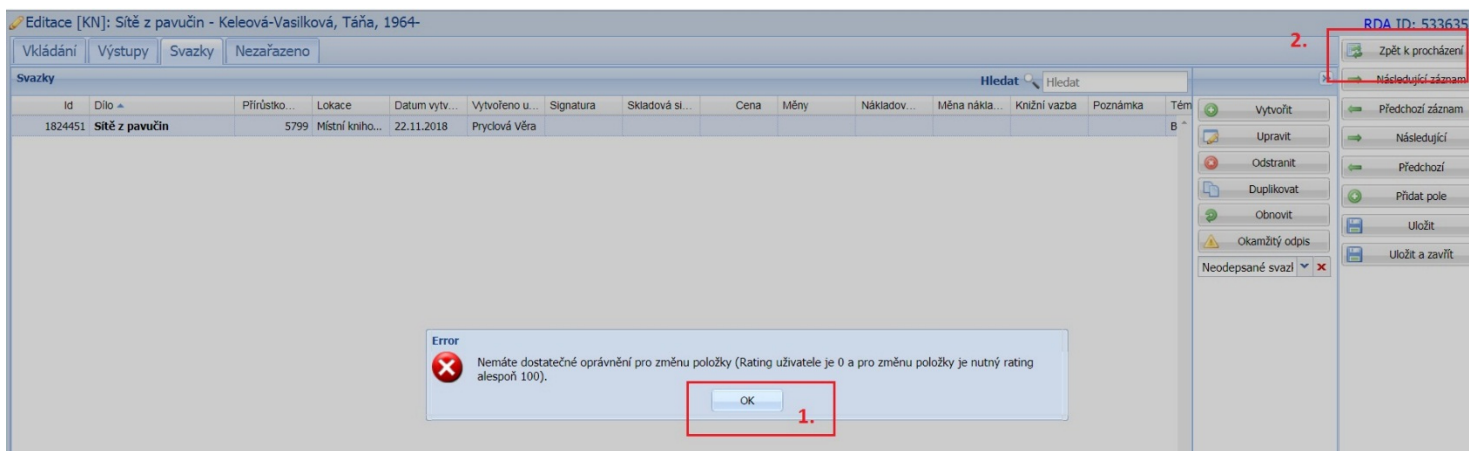 Editace [KN]: Sítě z pavučin - Keleová-Vasilková, Táňa, 1964-
RDA ID: 533635
Vkládání Výstupy Svazky Nezařazeno
2.
Zpět k procházení
Svazky
Hledat Hledat
Následující záznam
Id Dílo Přírůstko... Lokace Datum vytv... Vytvořeno u... Signatura Skladová si... Cena Měny Nákladov... Měna nákla... Knižní vazba Poznámka Tém
1824451 Sítě z pavučin 5799 Místní kniho... 22.11.2018 Pryclová Věra B
Vytvořit
Upravit
Odstranit
Duplikovat
Obnovit
Okamžitý odpis
Neodepsané svazl
Předchozí záznam
Následující
Předchozí
Přidat pole
Uložit
Uložit a zavřít
Error
Nemáte dostatečné oprávnění pro změnu položky (Rating uživatele je 0 a pro změnu položky je nutný rating
alespoň 100).
OK
1.